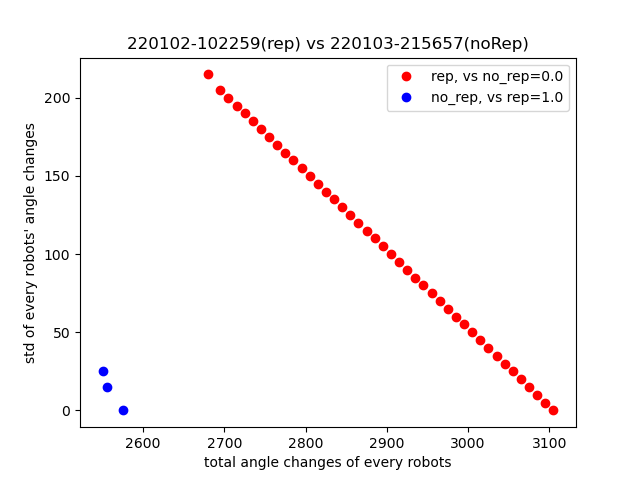 220102-102259(rep) vs 220103-215657(noRep)
rep, vs no_rep=0.0
no_rep, vs rep=1.0
std of every robots' angle changes
200
150
100
50
0
2600 2700 2800 2900 3000 3100
total angle changes of every robots